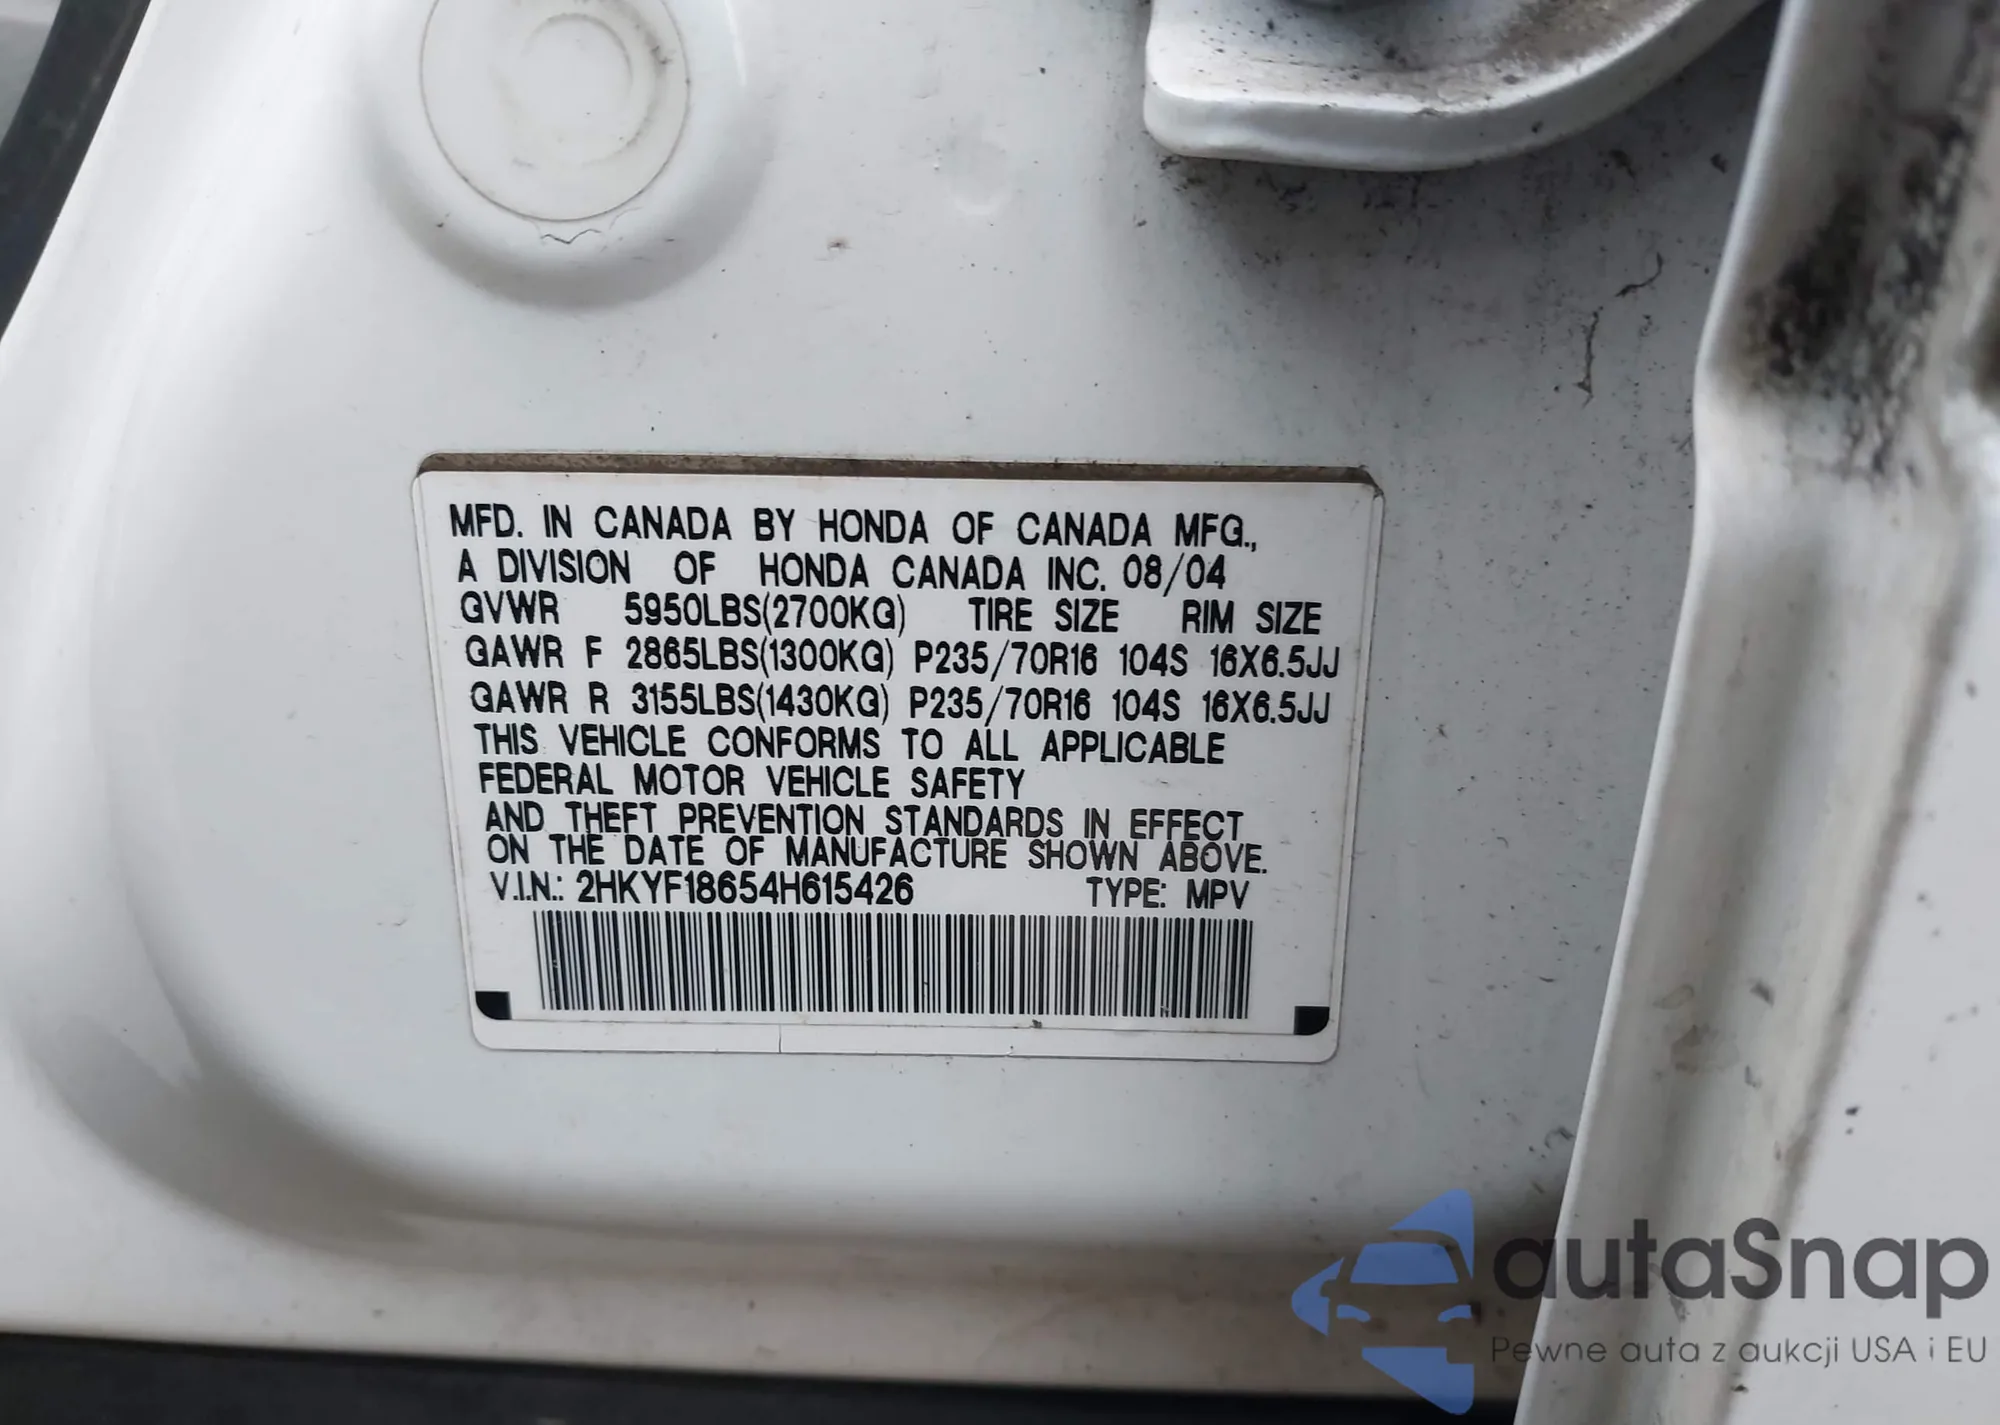 MFD. IN CANADA BY HONDA OF CANADA MFG.,
A DIVISION OF HONDA CANADA INC. 08/04
GVWR 5950LBS(2700KG) TIRE SIZE RIM SIZE
GAWR F 2865LBS(1300KG) P235/70R16 104S 16X6.5JJ
GAWR R 3155LBS(1430KG) P235/70R16 104S 16X6.5JJ
THIS VEHICLE CONFORMS TO ALL APPLICABLE
FEDERAL MOTOR VEHICLE SAFETY
AND THEFT PREVENTION STANDARDS IN EFFECT
ON THE DATE OF MANUFACTURE SHOWN ABOVE.
V.I.N.: 2HKYF18654H615426 TYPE: MPV
autaSnap
Pewne auta z aukcji USA i EU